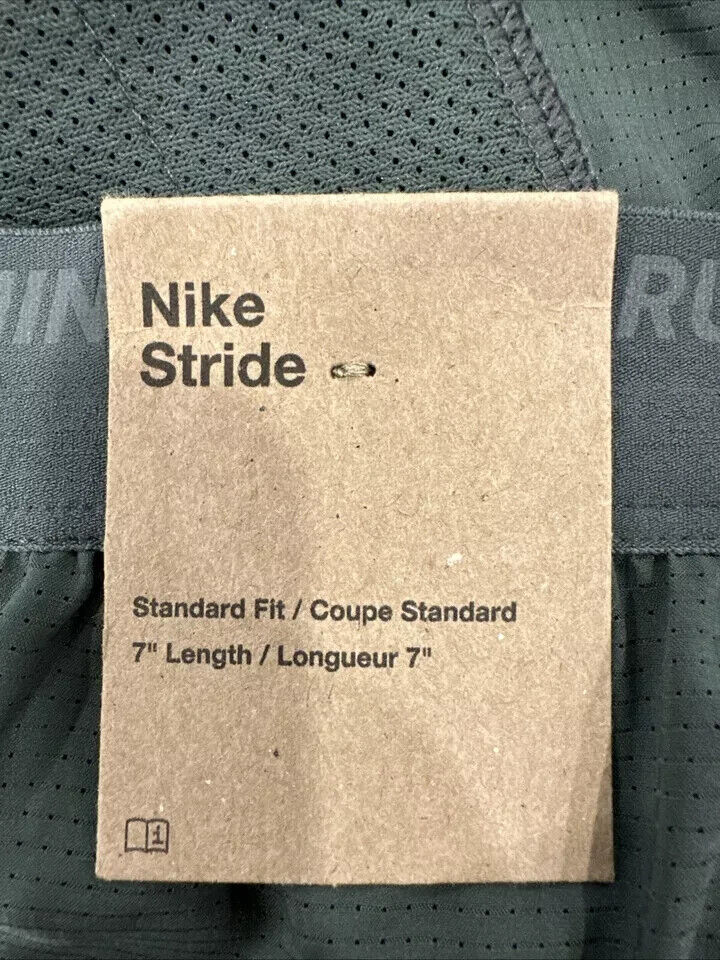 Nike
Stride
Standard Fit / Coupe Standard
7" Length / Longueur 7"
i